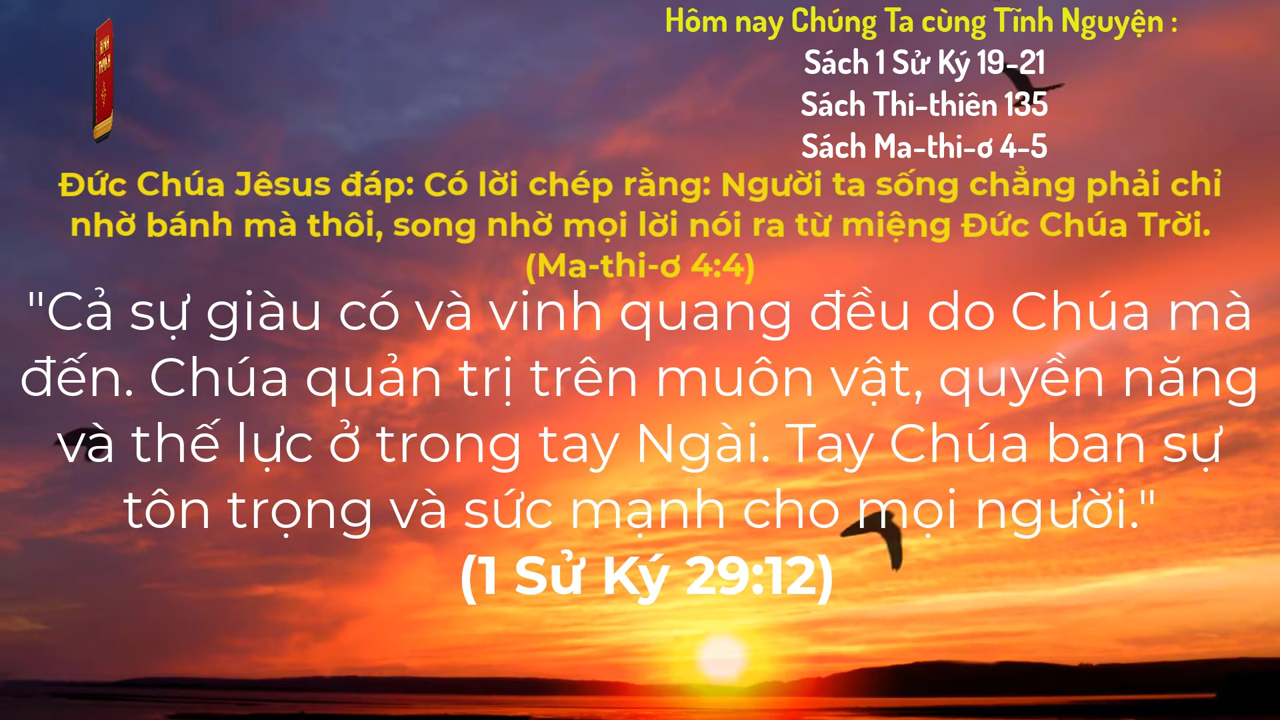 KINH
THÁNH
Hôm nay Chúng Ta cùng Tĩnh Nguyện :
Sách 1 Sử Ký 19-21
Sách Thi-thiên 135
Sách Ma-thi-ơ 4-5
Đức Chúa Jêsus đáp: Có lời chép rằng: Người ta sống chẳng phải chỉ
nhờ bánh mà thôi, song nhờ mọi lời nói ra từ miệng Đức Chúa Trời.
(Ma-thi-ơ 4:4)
"Cả sự giàu có và vinh quang đều do Chúa mà
đến. Chúa quản trị trên muôn vật, quyền năng
và thế lực ở trong tay Ngài. Tay Chúa ban sự
tôn trọng và sức mạnh cho mọi người."
(1 Sử Ký 29:12)